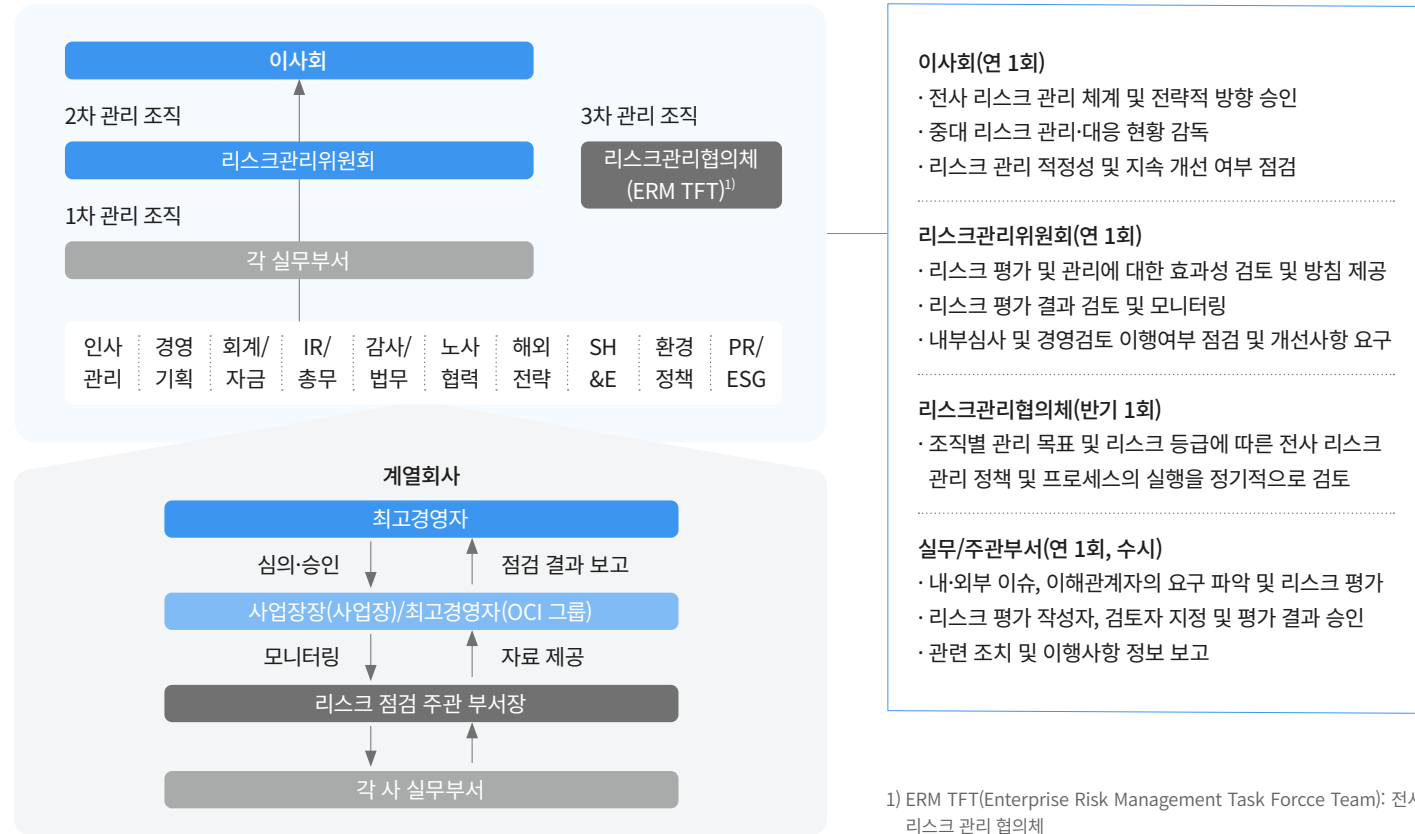 이사회
2차 관리 조직
리스크관리위원회
1차 관리 조직
각 실무부서
3차 관리 조직
리스크관리협의체
(ERM TFT)1)
인사
관리
경영
기획
회계/
자금
IR/
총무
감사/
법무
노사
협력
해외
전략
SH
&E
환경
정책
PR/
ESG
계열회사
최고경영자
심의·승인
점검 결과 보고
사업장장(사업장)/최고경영자(OCI 그룹)
모니터링
자료 제공
리스크 점검 주관 부서장
각 사 실무부서
이사회(연 1회)
· 전사 리스크 관리 체계 및 전략적 방향 승인
· 중대 리스크 관리·대응 현황 감독
· 리스크 관리 적정성 및 지속 개선 여부 점검
리스크관리위원회(연 1회)
· 리스크 평가 및 관리에 대한 효과성 검토 및 방침 제공
· 리스크 평가 결과 검토 및 모니터링
· 내부심사 및 경영검토 이행여부 점검 및 개선사항 요구
리스크관리협의체(반기 1회)
· 조직별 관리 목표 및 리스크 등급에 따른 전사 리스크
관리 정책 및 프로세스의 실행을 정기적으로 검토
실무/주관부서(연 1회, 수시)
· 내·외부 이슈, 이해관계자의 요구 파악 및 리스크 평가
· 리스크 평가 작성자, 검토자 지정 및 평가 결과 승인
· 관련 조치 및 이행사항 정보 보고
1) ERM TFT(Enterprise Risk Management Task Forcce Team): 전사
리스크 관리 협의체